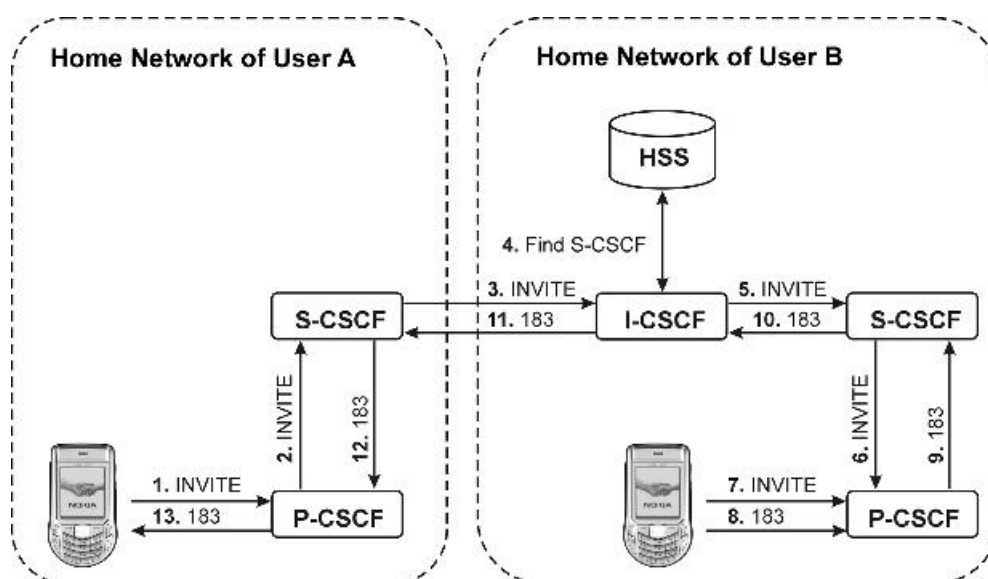 Home Network of User A
Home Network of User B
HSS
4. Find S-CSCF
3. INVITE
5. INVITE
S-CSCF
I-CSCF
S-CSCF
11. 183
10. 183
2. INVITE
12. 183
6. INVITE
9. 183
1. INVITE
7. INVITE
NOKIA
13. 183
P-CSCF
NOKIA
8. 183
P-CSCF